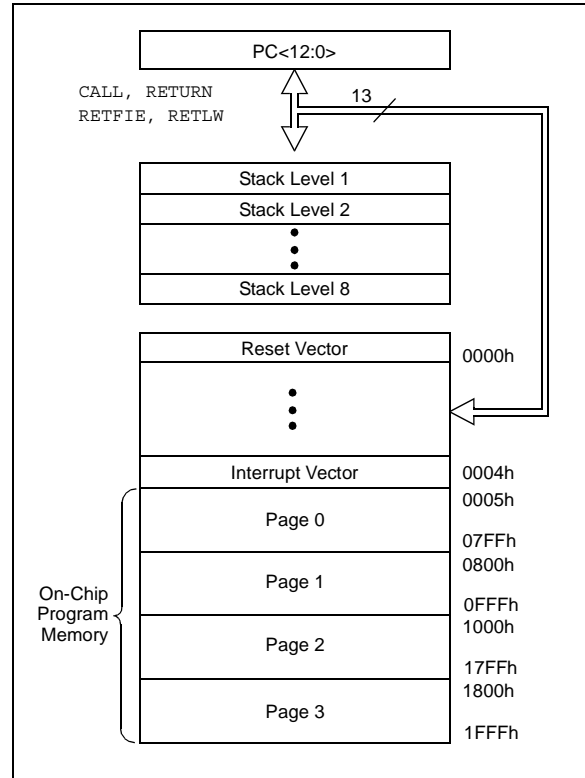 PC<12:0>
CALL, RETURN
RETFIE, RETLW
13
Stack Level 1
Stack Level 2
Stack Level 8
Reset Vector
0000h
Interrupt Vector
0004h
0005h
Page 0
07FFh
0800h
Page 1
0FFFh
On-Chip
Program
Memory
1000h
Page 2
17FFh
1800h
Page 3
1FFFh